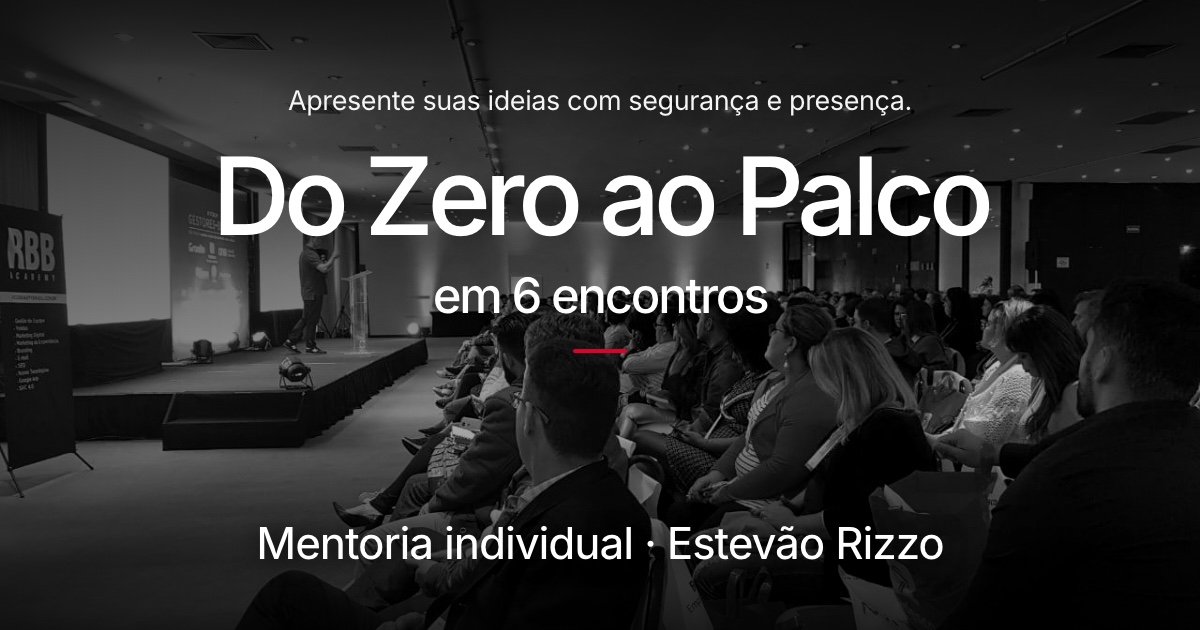 Apresente suas ideias com segurança e presença.
Do Zero ao Palco
em 6 encontros
RBB
ACADEMY
Mentoria individual · Estevão Rizzo